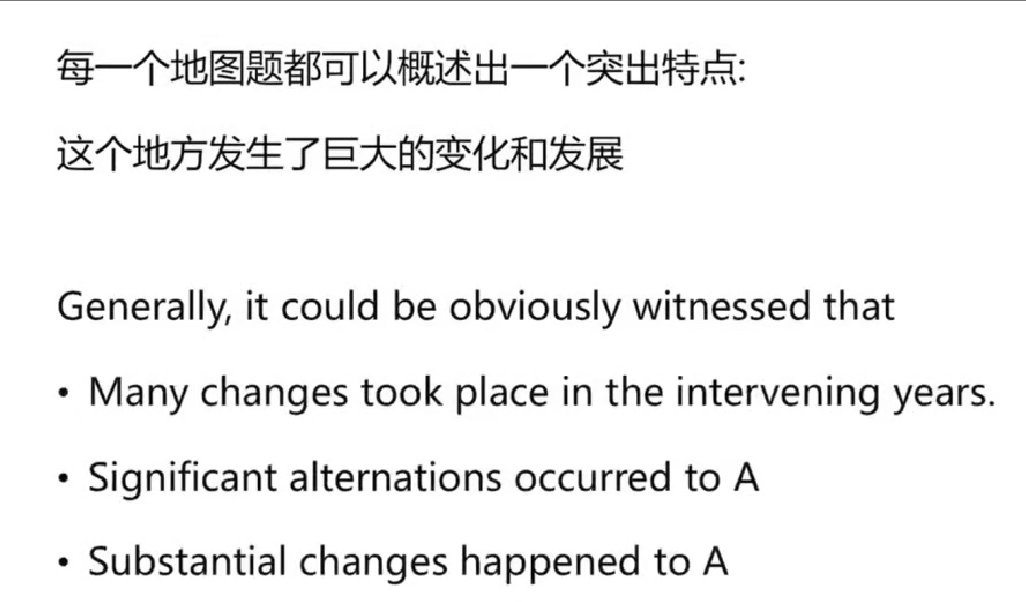 每一个地图题都可以概述出一个突出特点:
这个地方发生了巨大的变化和发展
Generally, it could be obviously witnessed that
• Many changes took place in the intervening years.
• Significant alternations occurred to A
• Substantial changes happened to A